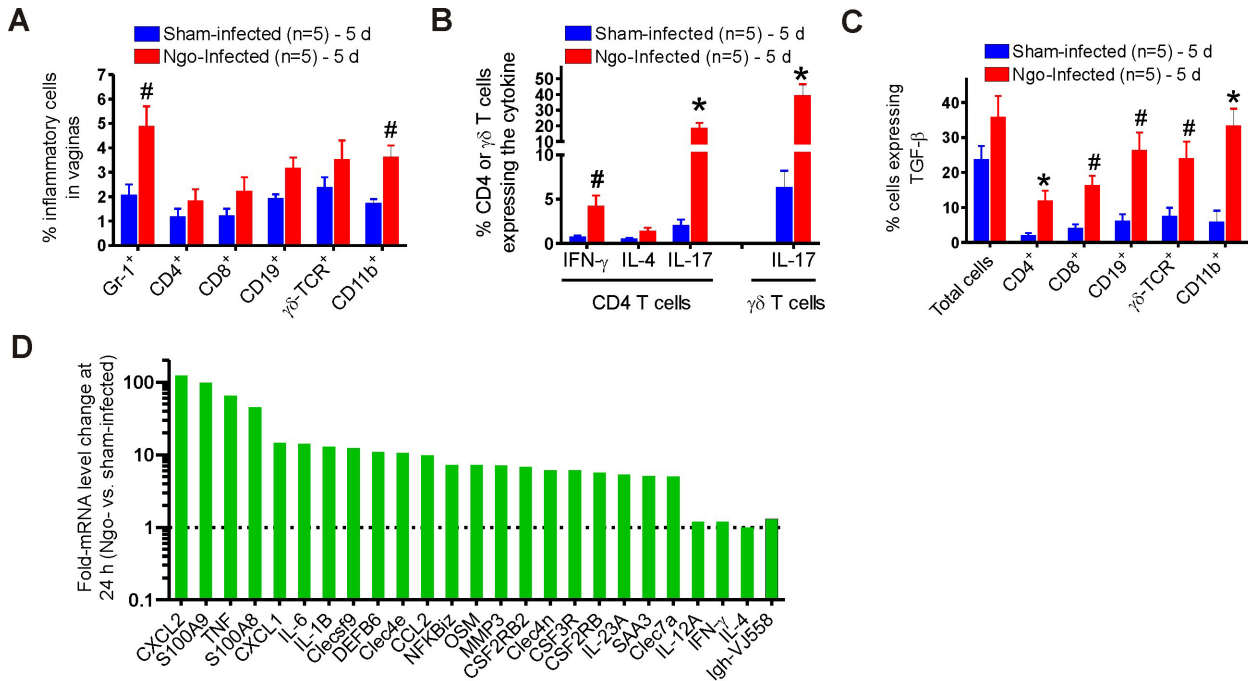 A
Sham-infected (n=5) - 5 d
Ngo-Infected (n=5) - 5 d
% inflammatory cells
in vaginas
7
6
5
4
3
2
1
0
#
#
Gr-1+
CD4+
CD8+
CD19+
γδ-TCR+
CD11b+
B
Sham-infected (n=5) - 5 d
Ngo-Infected (n=5) - 5 d
% CD4 or γδ T cells
expressing the cytokine
50
40
30
20
10
5
0
#
*
*
IFN-γ
IL-4
IL-17
IL-17
CD4 T cells
γδ T cells
C
Sham-infected (n=5) - 5 d
Ngo-Infected (n=5) - 5 d
% cells expressing
TGF-β
40
30
20
10
0
*
#
#
#
*
Total cells
CD4+
CD8+
CD19+
γδ-TCR+
CD11b+
D
Fold-mRNA level change at
24 h (Ngo- vs. sham-infected)
100
10
1
0.1
CXCL2
S100A9
TNF
S100A8
CXCL1
IL-6
IL-1B
Clecsf9
DEFB6
Clec4e
CCL2
NFKBiz
OSM
MMP3
CSF2RB2
Clec4n
CSF3R
CSF2RB
IL-23A
SAA3
Clec7a
IL-12A
IFN-γ
IL-4
Igh-VJ558